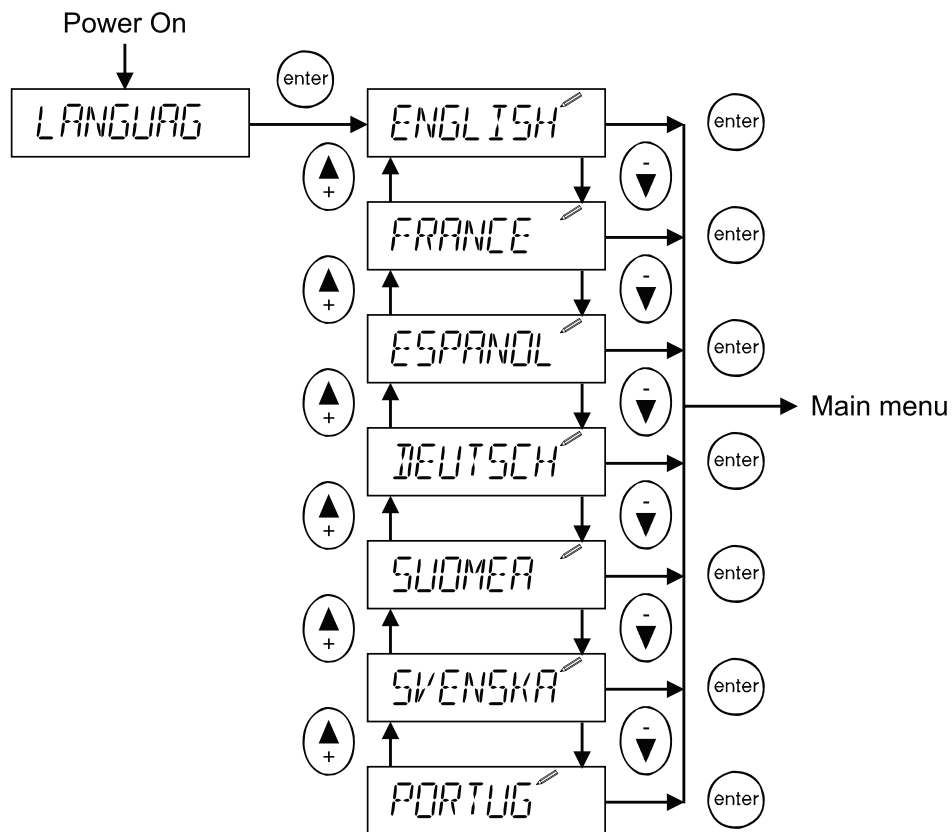 Power On
LANGUAG
enter
ENGLISH
enter
+
-
FRANCE
enter
+
-
ESPANOL
enter
+
-
Main menu
DEUTSCH
enter
+
-
SUOMEA
enter
+
-
SVENSKA
enter
+
-
PORTUG
enter